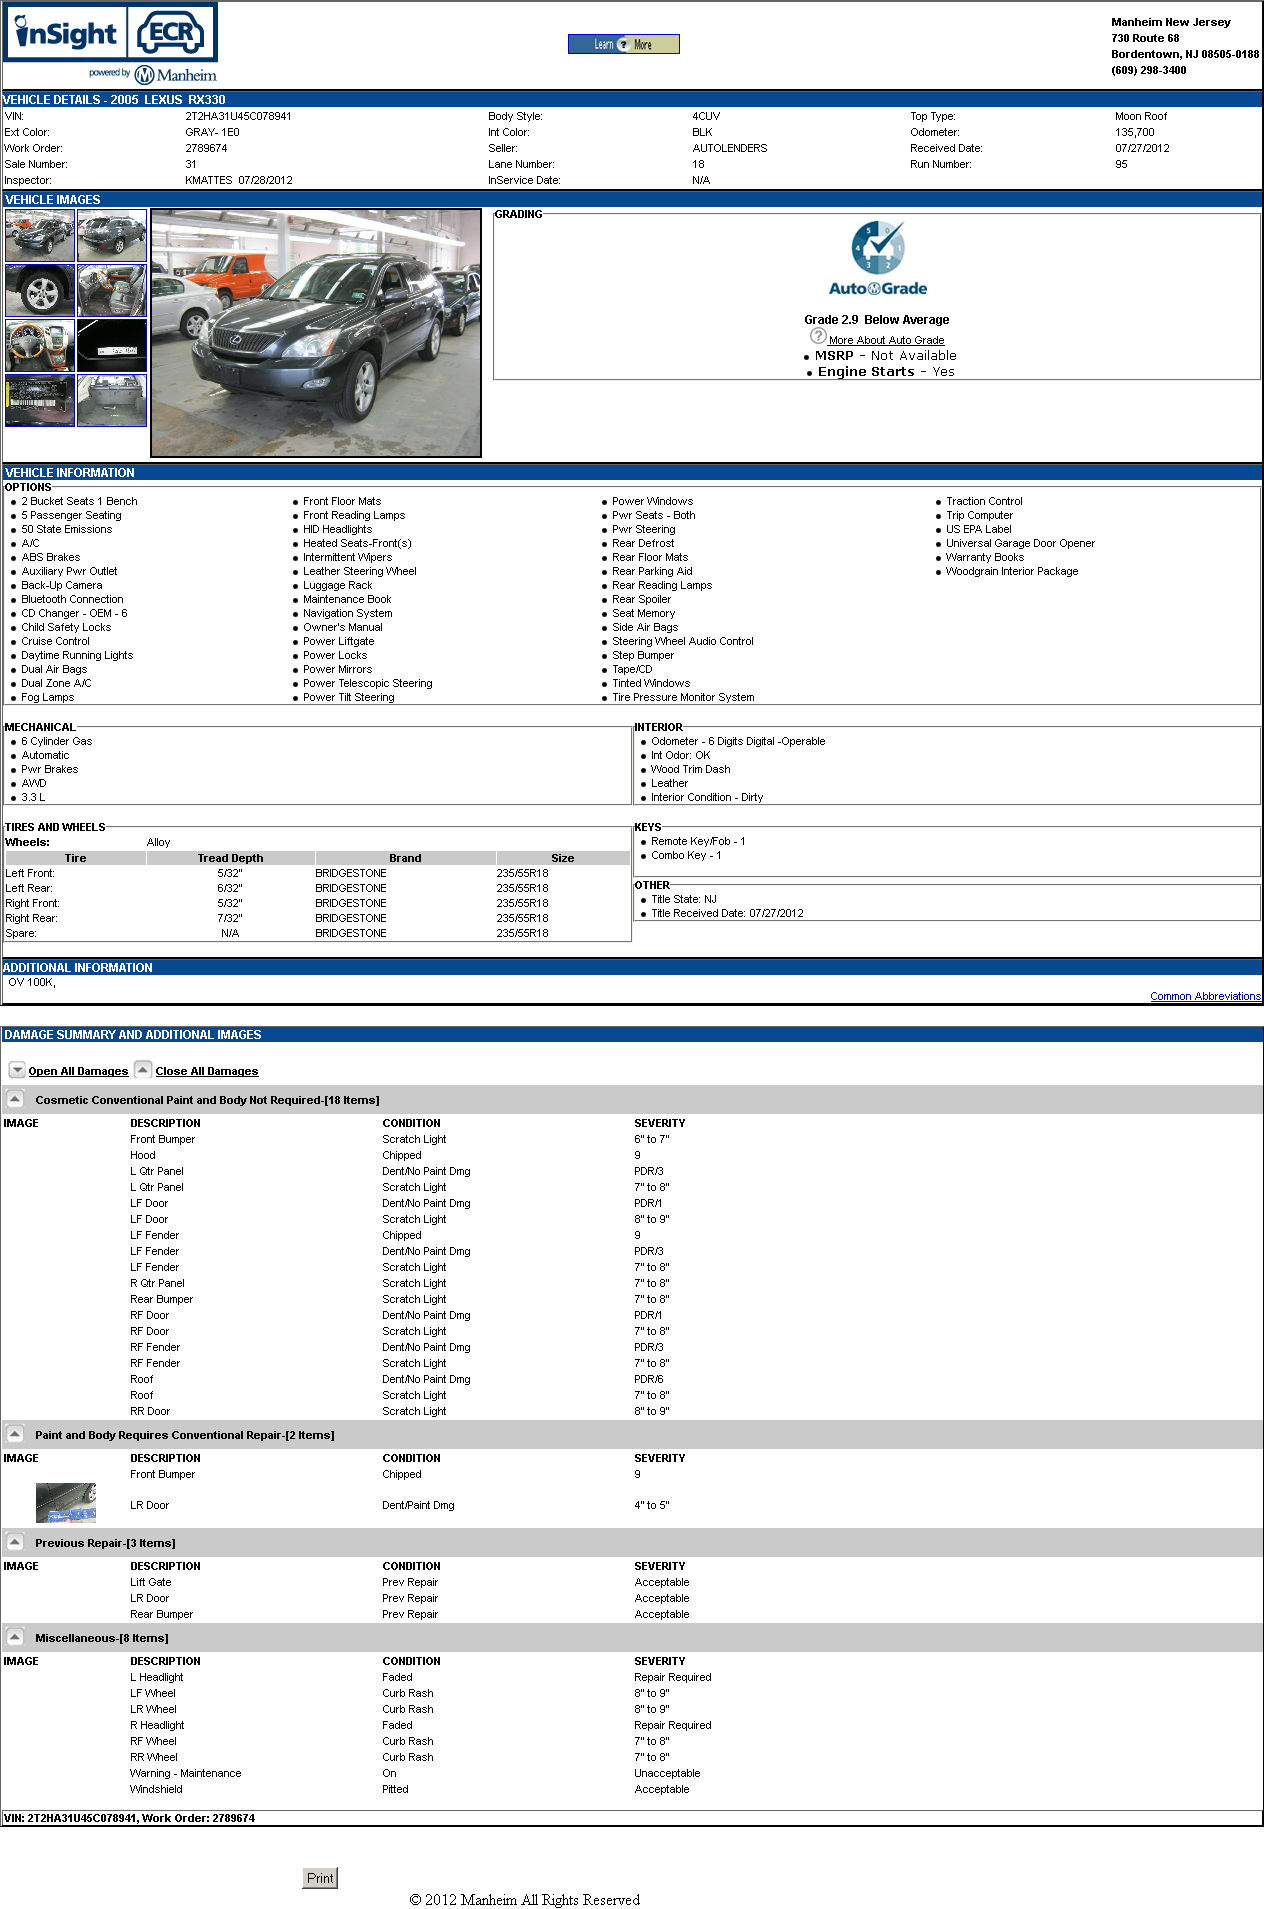 inSight ECR
powered by Manheim
Learn ? More
Manheim New Jersey
730 Route 68
Bordentown, NJ 08505-0188
(609) 298-3400
VEHICLE DETAILS - 2005 LEXUS RX330
VIN: 2T2HA31U45C078941 Body Style: 4CUV Top Type: Moon Roof
Ext Color: GRAY- 1E0 Int Color: BLK Odometer: 135,700
Work Order: 2789674 Seller: AUTOLENDERS Received Date: 07/27/2012
Sale Number: 31 Lane Number: 18 Run Number: 95
Inspector: KMATTES 07/28/2012 InService Date: N/A
VEHICLE IMAGES
GRADING
AutoGrade
Grade 2.9 Below Average
? More About Auto Grade
• MSRP - Not Available
• Engine Starts - Yes
VEHICLE INFORMATION
OPTIONS
• 2 Bucket Seats 1 Bench • Front Floor Mats • Power Windows • Traction Control
• 5 Passenger Seating • Front Reading Lamps • Pwr Seats - Both • Trip Computer
• 50 State Emissions • HID Headlights • Pwr Steering • US EPA Label
• A/C • Heated Seats-Front(s) • Rear Defrost • Universal Garage Door Opener
• ABS Brakes • Intermittent Wipers • Rear Floor Mats • Warranty Books
• Auxiliary Pwr Outlet • Leather Steering Wheel • Rear Parking Aid • Woodgrain Interior Package
• Back-Up Camera • Luggage Rack • Rear Reading Lamps
• Bluetooth Connection • Maintenance Book • Rear Spoiler
• CD Changer - OEM - 6 • Navigation System • Seat Memory
• Child Safety Locks • Owner's Manual • Side Air Bags
• Cruise Control • Power Liftgate • Steering Wheel Audio Control
• Daytime Running Lights • Power Locks • Step Bumper
• Dual Air Bags • Power Mirrors • Tape/CD
• Dual Zone A/C • Power Telescopic Steering • Tinted Windows
• Fog Lamps • Power Tilt Steering • Tire Pressure Monitor System
MECHANICAL
• 6 Cylinder Gas
• Automatic
• Pwr Brakes
• AWD
• 3.3 L
INTERIOR
• Odometer - 6 Digits Digital -Operable
• Int Odor: OK
• Wood Trim Dash
• Leather
• Interior Condition - Dirty
TIRES AND WHEELS
Wheels: Alloy
Tire Tread Depth Brand Size
Left Front: 5/32" BRIDGESTONE 235/55R18
Left Rear: 6/32" BRIDGESTONE 235/55R18
Right Front: 5/32" BRIDGESTONE 235/55R18
Right Rear: 7/32" BRIDGESTONE 235/55R18
Spare: N/A BRIDGESTONE 235/55R18
KEYS
• Remote Key/Fob - 1
• Combo Key - 1
OTHER
• Title State: NJ
• Title Received Date: 07/27/2012
ADDITIONAL INFORMATION
OV 100K,
Common Abbreviations
DAMAGE SUMMARY AND ADDITIONAL IMAGES
Open All Damages Close All Damages
Cosmetic Conventional Paint and Body Not Required-[18 Items]
IMAGE DESCRIPTION CONDITION SEVERITY
Front Bumper Scratch Light 6" to 7"
Hood Chipped 9
L Qtr Panel Dent/No Paint Dmg PDR/3
L Qtr Panel Scratch Light 7" to 8"
LF Door Dent/No Paint Dmg PDR/1
LF Door Scratch Light 8" to 9"
LF Fender Chipped 9
LF Fender Dent/No Paint Dmg PDR/3
LF Fender Scratch Light 7" to 8"
R Qtr Panel Scratch Light 7" to 8"
Rear Bumper Scratch Light 7" to 8"
RF Door Dent/No Paint Dmg PDR/1
RF Door Scratch Light 7" to 8"
RF Fender Dent/No Paint Dmg PDR/3
RF Fender Scratch Light 7" to 8"
Roof Dent/No Paint Dmg PDR/6
Roof Scratch Light 7" to 8"
RR Door Scratch Light 8" to 9"
Paint and Body Requires Conventional Repair-[2 Items]
IMAGE DESCRIPTION CONDITION SEVERITY
Front Bumper Chipped 9
LR Door Dent/Paint Dmg 4" to 5"
Previous Repair-[3 Items]
IMAGE DESCRIPTION CONDITION SEVERITY
Lift Gate Prev Repair Acceptable
LR Door Prev Repair Acceptable
Rear Bumper Prev Repair Acceptable
Miscellaneous-[8 Items]
IMAGE DESCRIPTION CONDITION SEVERITY
L Headlight Faded Repair Required
LF Wheel Curb Rash 8" to 9"
LR Wheel Curb Rash 8" to 9"
R Headlight Faded Repair Required
RF Wheel Curb Rash 7" to 8"
RR Wheel Curb Rash 7" to 8"
Warning - Maintenance On Unacceptable
Windshield Pitted Acceptable
VIN: 2T2HA31U45C078941, Work Order: 2789674
Print
© 2012 Manheim All Rights Reserved